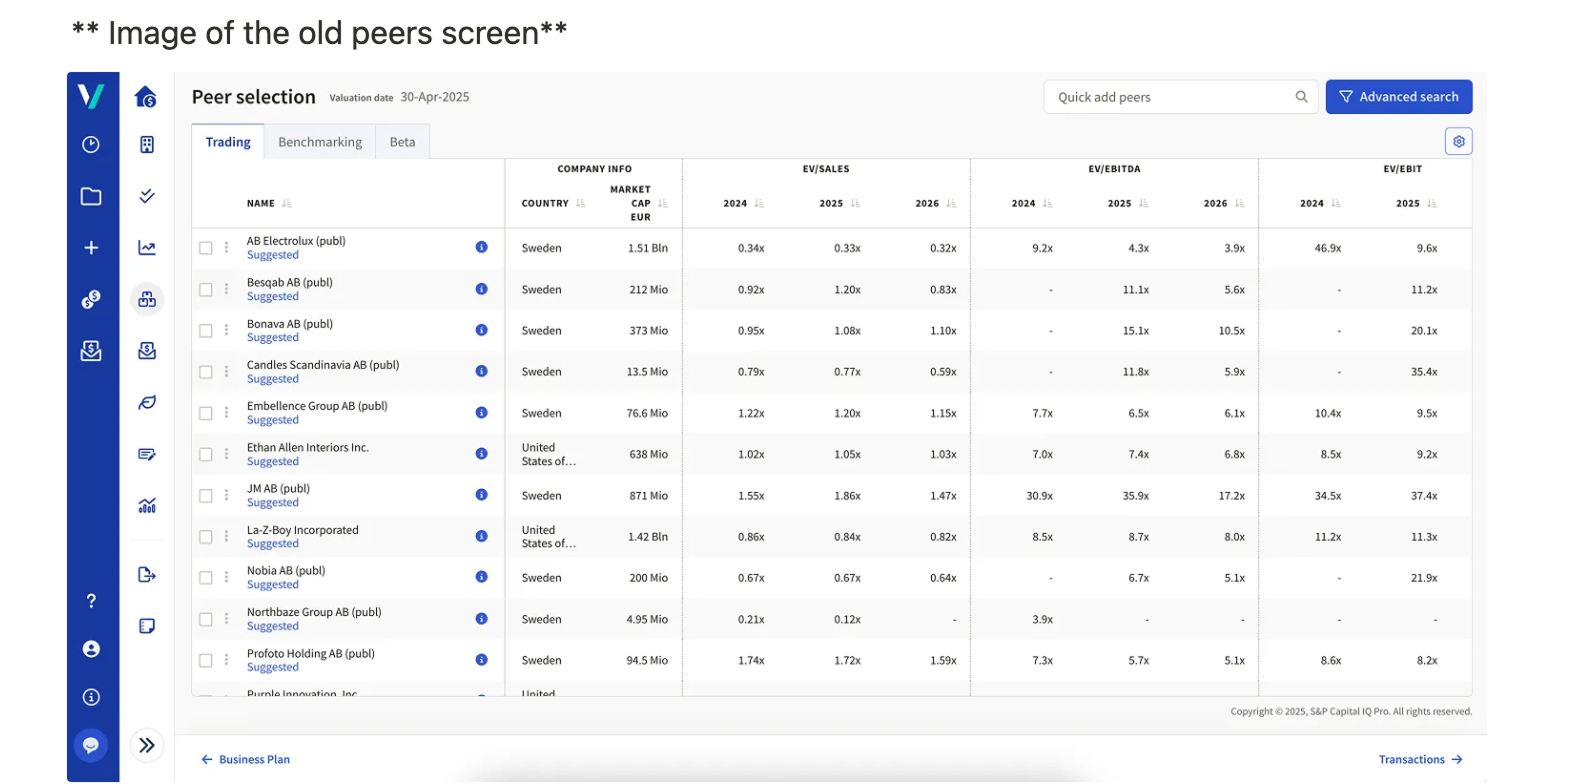 ** Image of the old peers screen**
Peer selection Valuation date 30-Apr-2025 Quick add peers Advanced search
Trading Benchmarking Beta
COMPANY INFO EV/SALES EV/EBITDA EV/EBIT
NAME COUNTRY MARKET CAP EUR 2024 2025 2026 2024 2025 2026 2024 2025
AB Electrolux (publ) Sweden 1.51 Bln 0.34x 0.33x 0.32x 9.2x 4.3x 3.9x 46.9x 9.6x
Suggested
Besqab AB (publ) Sweden 212 Mio 0.92x 1.20x 0.83x - 11.1x 5.6x - 11.2x
Suggested
Bonava AB (publ) Sweden 373 Mio 0.95x 1.08x 1.10x - 15.1x 10.5x - 20.1x
Suggested
Candles Scandinavia AB (publ) Sweden 13.5 Mio 0.79x 0.77x 0.59x - 11.8x 5.9x - 35.4x
Suggested
Embellence Group AB (publ) Sweden 76.6 Mio 1.22x 1.20x 1.15x 7.7x 6.5x 6.1x 10.4x 9.5x
Suggested
Ethan Allen Interiors Inc. United States of... 638 Mio 1.02x 1.05x 1.03x 7.0x 7.4x 6.8x 8.5x 9.2x
Suggested
JM AB (publ) Sweden 871 Mio 1.55x 1.86x 1.47x 30.9x 35.9x 17.2x 34.5x 37.4x
Suggested
La-Z-Boy Incorporated United States of... 1.42 Bln 0.86x 0.84x 0.82x 8.5x 8.7x 8.0x 11.2x 11.3x
Suggested
Nobia AB (publ) Sweden 200 Mio 0.67x 0.67x 0.64x - 6.7x 5.1x - 21.9x
Suggested
Northbaze Group AB (publ) Sweden 4.95 Mio 0.21x 0.12x - 3.9x - - - -
Suggested
Profoto Holding AB (publ) Sweden 94.5 Mio 1.74x 1.72x 1.59x 7.3x 5.7x 5.1x 8.6x 8.2x
Suggested
Purple Innovation, Inc. United
Copyright © 2025, S&P Capital IQ Pro. All rights reserved.
← Business Plan Transactions →